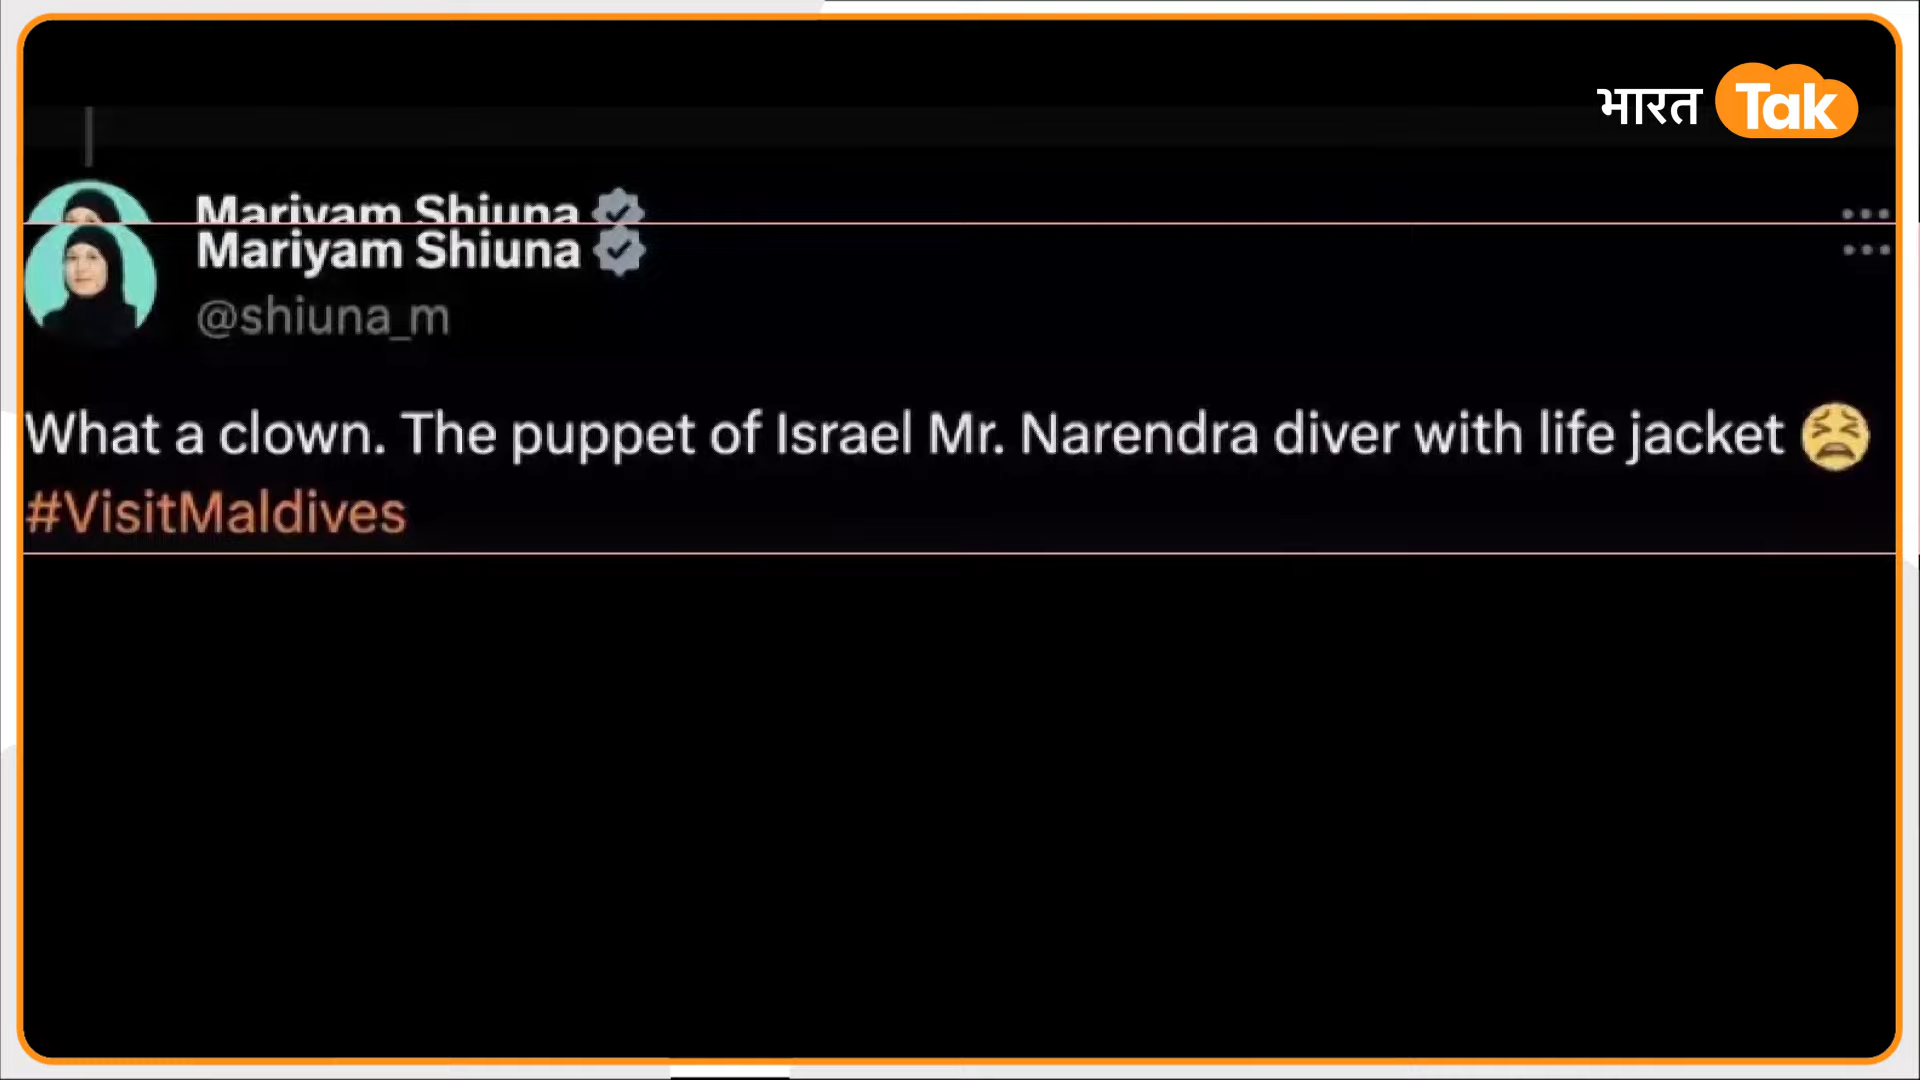 भारत Tak
Mariyam Shiuna
Mariyam Shiuna
@shiuna_m
What a clown. The puppet of Israel Mr. Narendra diver with life jacket 😫
#VisitMaldives